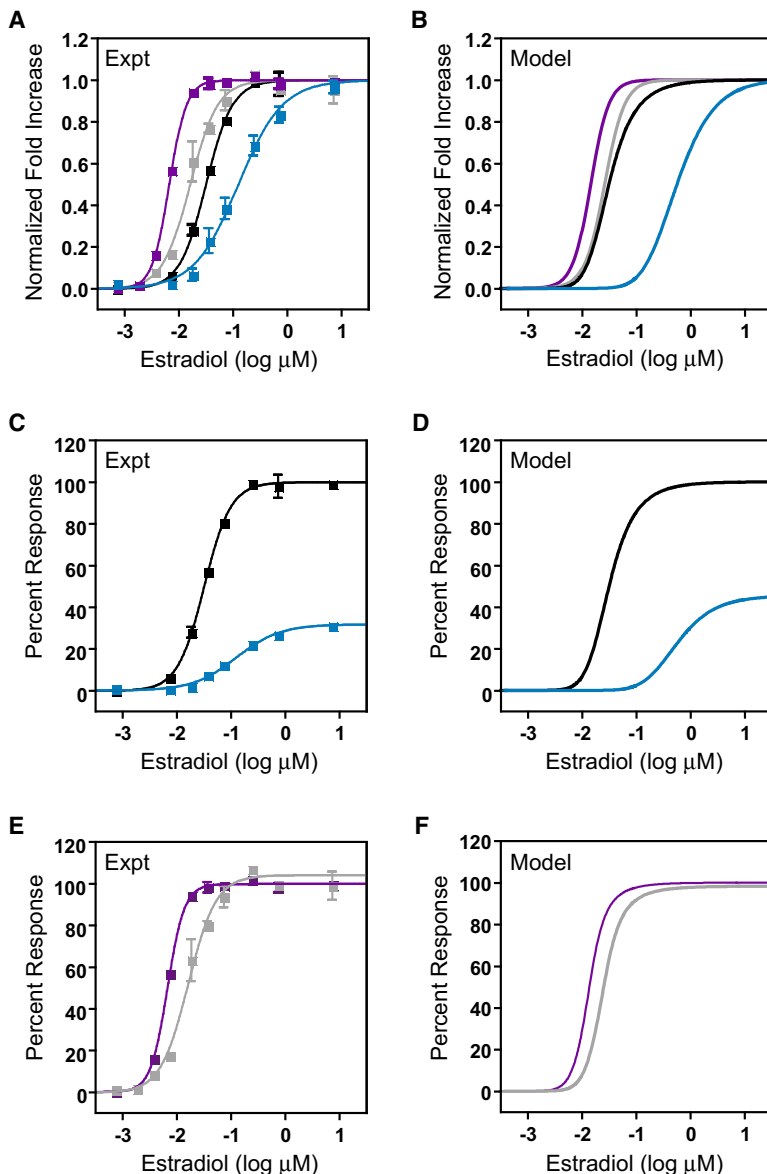 A
Expt
Normalized Fold Increase
1.2
1.0
0.8
0.6
0.4
0.2
0.0
-3 -2 -1 0 1
Estradiol (log μM)
B
Model
Normalized Fold Increase
1.2
1.0
0.8
0.6
0.4
0.2
0.0
-3 -2 -1 0 1
Estradiol (log μM)
C
Expt
Percent Response
120
100
80
60
40
20
0
-3 -2 -1 0 1
Estradiol (log μM)
D
Model
Percent Response
120
100
80
60
40
20
0
-3 -2 -1 0 1
Estradiol (log μM)
E
Expt
Percent Response
120
100
80
60
40
20
0
-3 -2 -1 0 1
Estradiol (log μM)
F
Model
Percent Response
120
100
80
60
40
20
0
-3 -2 -1 0 1
Estradiol (log μM)